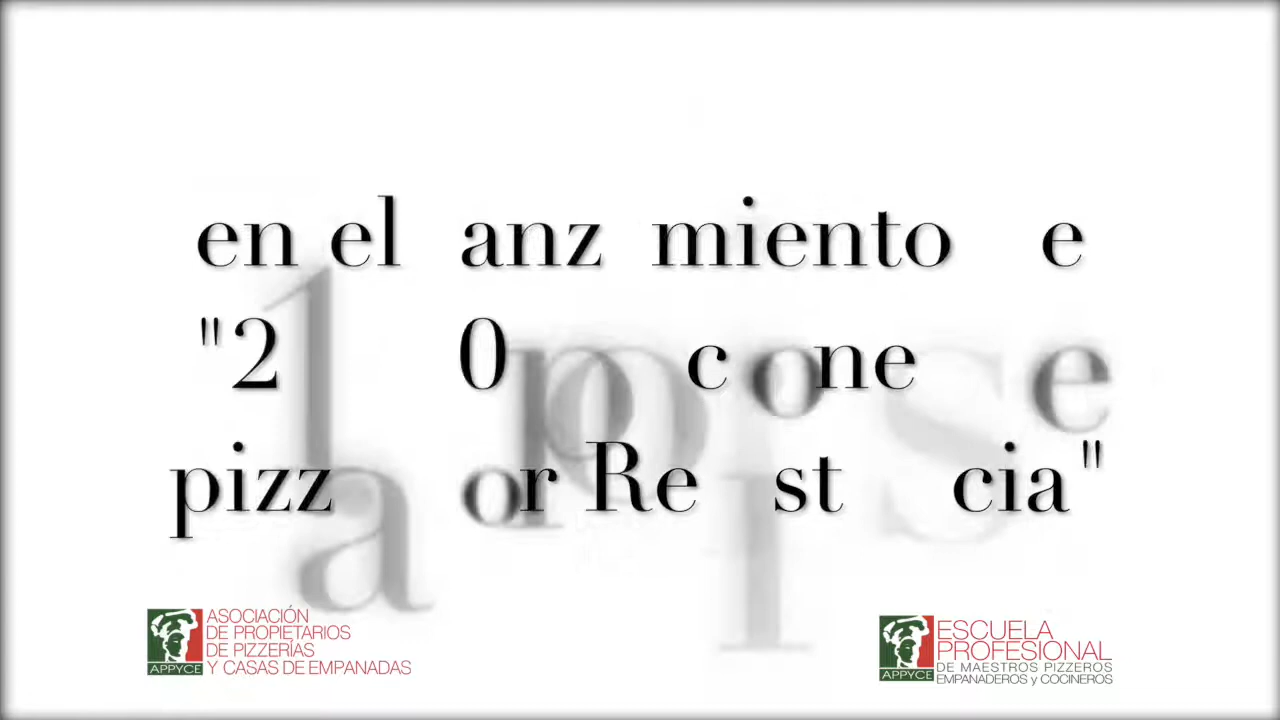 en el anz miento e
"2 0 c o ne e
pizz or Re st cia"
ASOCIACIÓN
DE PROPIETARIOS
DE PIZZERÍAS
Y CASAS DE EMPANADAS
APPYCE
ESCUELA
PROFESIONAL
DE MAESTROS PIZZEROS
EMPANADEROS y COCINEROS
APPYCE